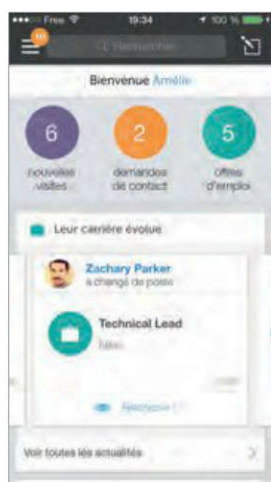 Free 19:34 100 %
Rechercher
Bienvenue Amélie
6 2 5
nouvelles demandes offres
visites de contact d'emploi
Leur carrière évolue
Zachary Parker
a changé de poste
Technical Lead
Voir toutes les actualités